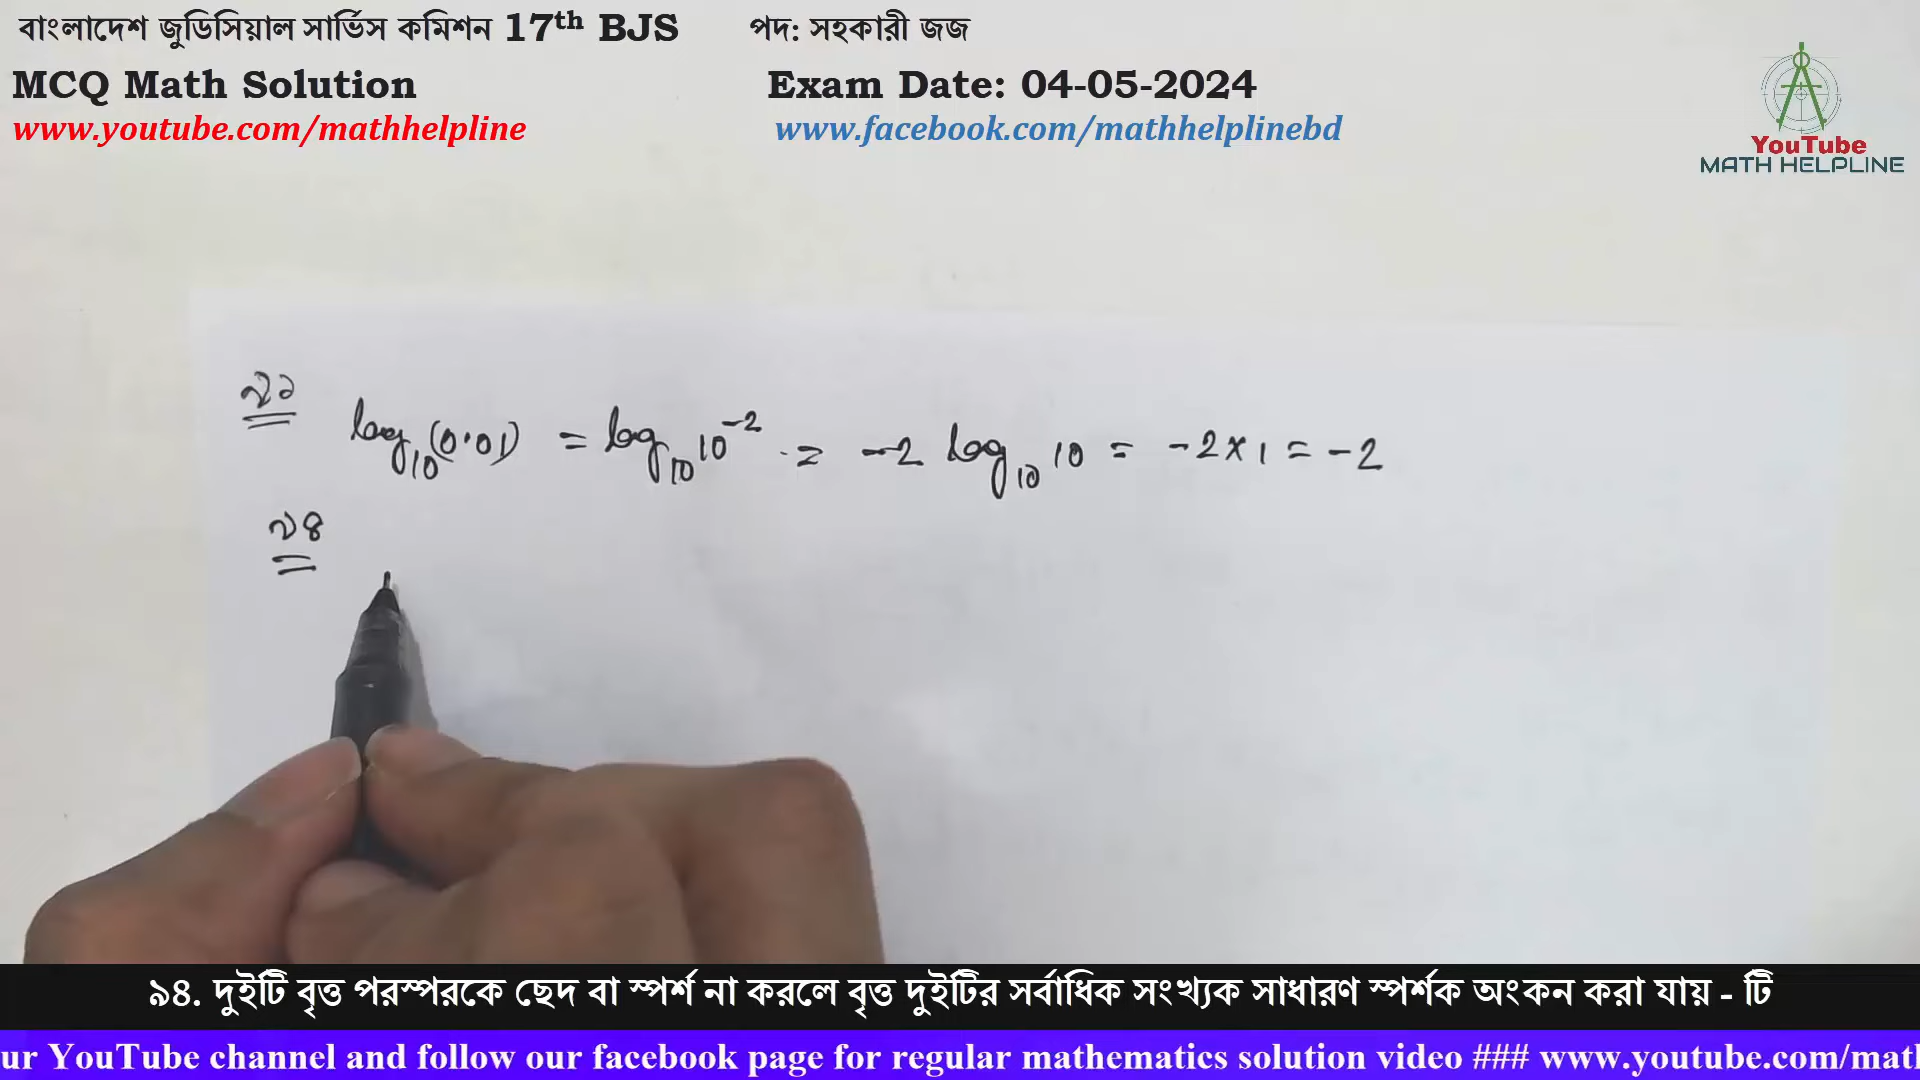 বাংলাদেশ জুডিসিয়াল সার্ভিস কমিশন 17th BJS পদ: সহকারী জজ
MCQ Math Solution Exam Date: 04-05-2024
www.youtube.com/mathhelpline www.facebook.com/mathhelplinebd
YouTube
MATH HELPLINE
log₁₀(0.01) = log₁₀ 10⁻² = -2 log₁₀ 10 = -2 × 1 = -2
৯৪
৯৪. দুইটি বৃত্ত পরস্পরকে ছেদ বা স্পর্শ না করলে বৃত্ত দুইটির সর্বাধিক সংখ্যক সাধারণ স্পর্শক অংকন করা যায় - টি
ur YouTube channel and follow our facebook page for regular mathematics solution video ### www.youtube.com/math